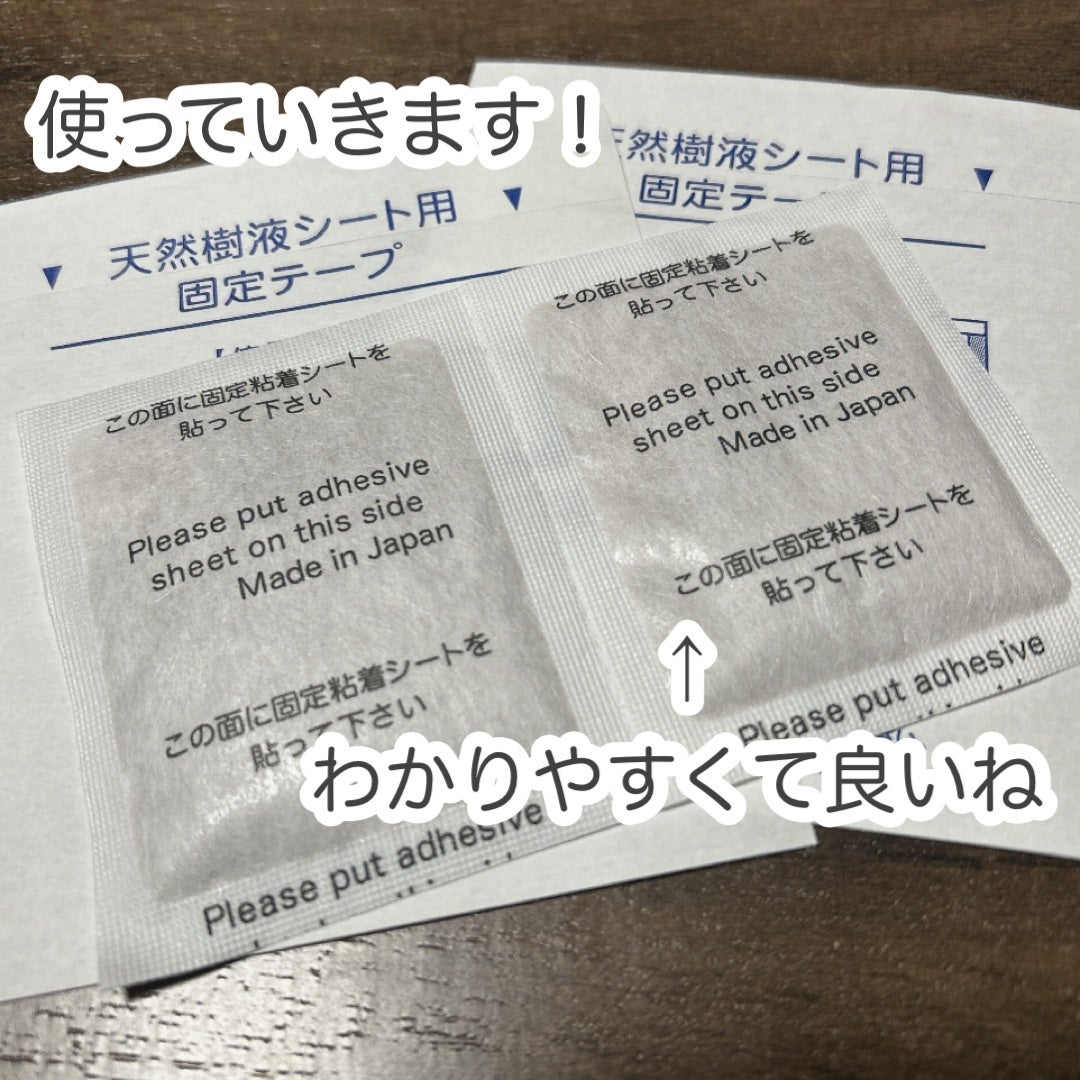 使っていきます！
天然樹液シート用
固定テープ
然樹液シート用
固定テー
この面に固定粘着シートを
貼って下さい
Please put adhesive
sheet on this side
Made in Japan
この面に固定粘着シートを
貼って下さい
Please put adhesive
この面に固定粘着シートを
貼って下さい
Please put adhesive
sheet on this side
Made in Japan
この面に固定粘着シートを
貼って下さい
Please put adhesive
↑
わかりやすくて良いね